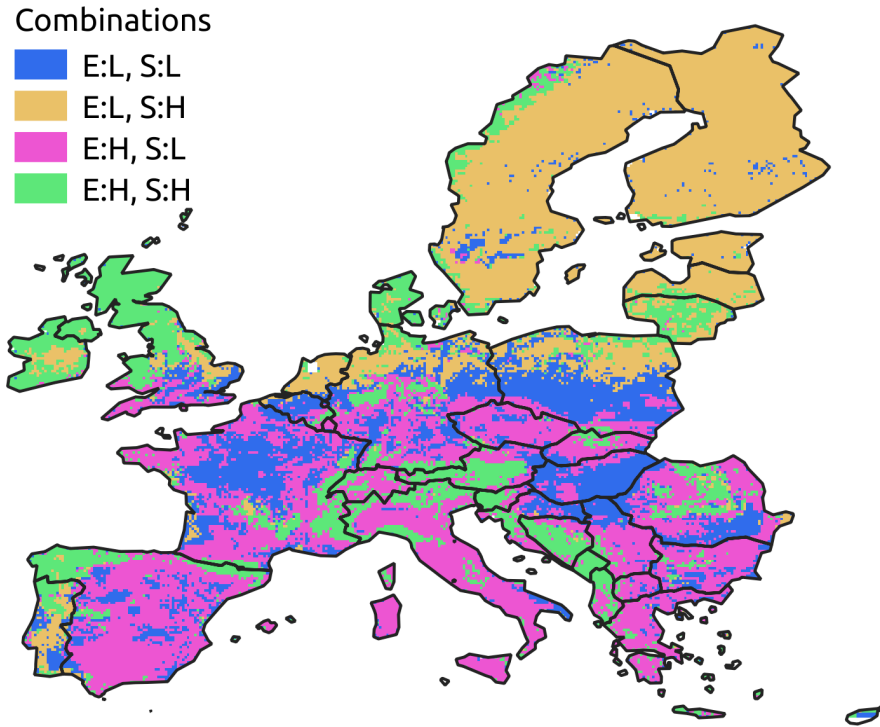 Combinations
E:L, S:L
E:L, S:H
E:H, S:L
E:H, S:H